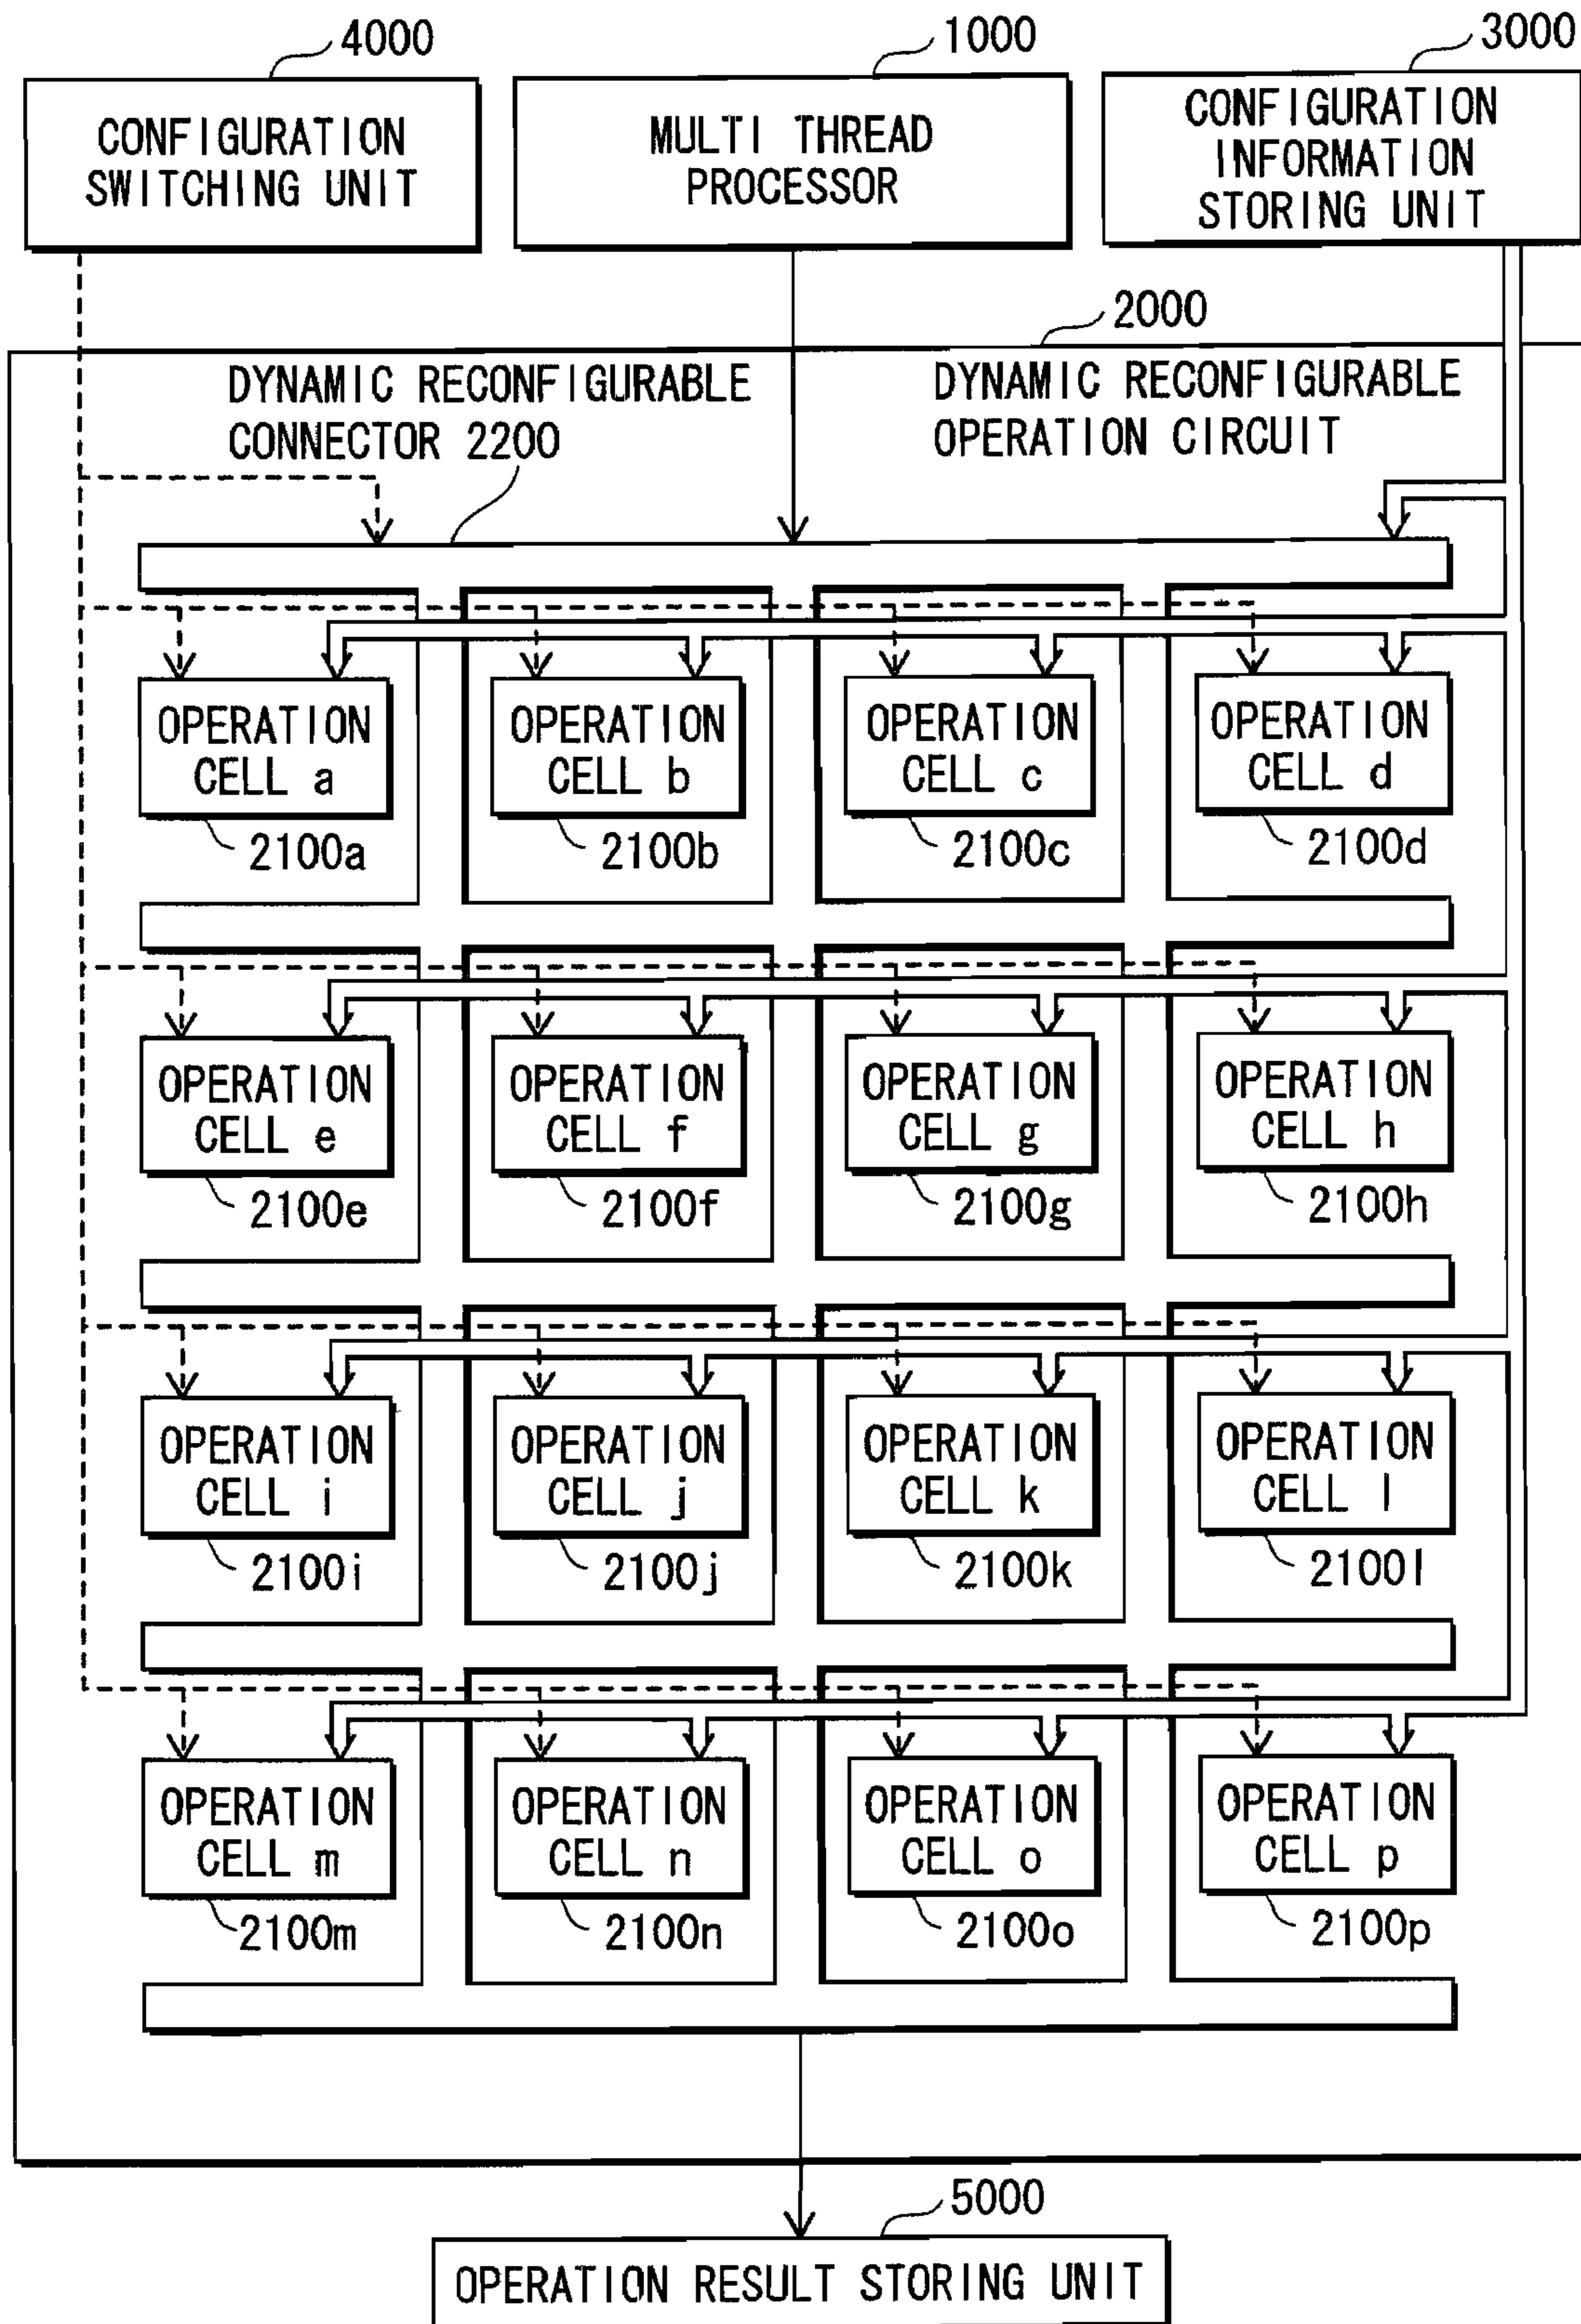 4000
1000
3000
CONFIGURATION
SWITCHING UNIT
MULTI THREAD
PROCESSOR
CONFIGURATION
INFORMATION
STORING UNIT
2000
DYNAMIC RECONFIGURABLE
CONNECTOR 2200
DYNAMIC RECONFIGURABLE
OPERATION CIRCUIT
OPERATION
CELL a
OPERATION
CELL b
OPERATION
CELL c
OPERATION
CELL d
2100a
2100b
2100c
2100d
OPERATION
CELL e
OPERATION
CELL f
OPERATION
CELL g
OPERATION
CELL h
2100e
2100f
2100g
2100h
OPERATION
CELL i
OPERATION
CELL j
OPERATION
CELL k
OPERATION
CELL l
2100i
2100j
2100k
2100l
OPERATION
CELL m
OPERATION
CELL n
OPERATION
CELL o
OPERATION
CELL p
2100m
2100n
2100o
2100p
5000
OPERATION RESULT STORING UNIT